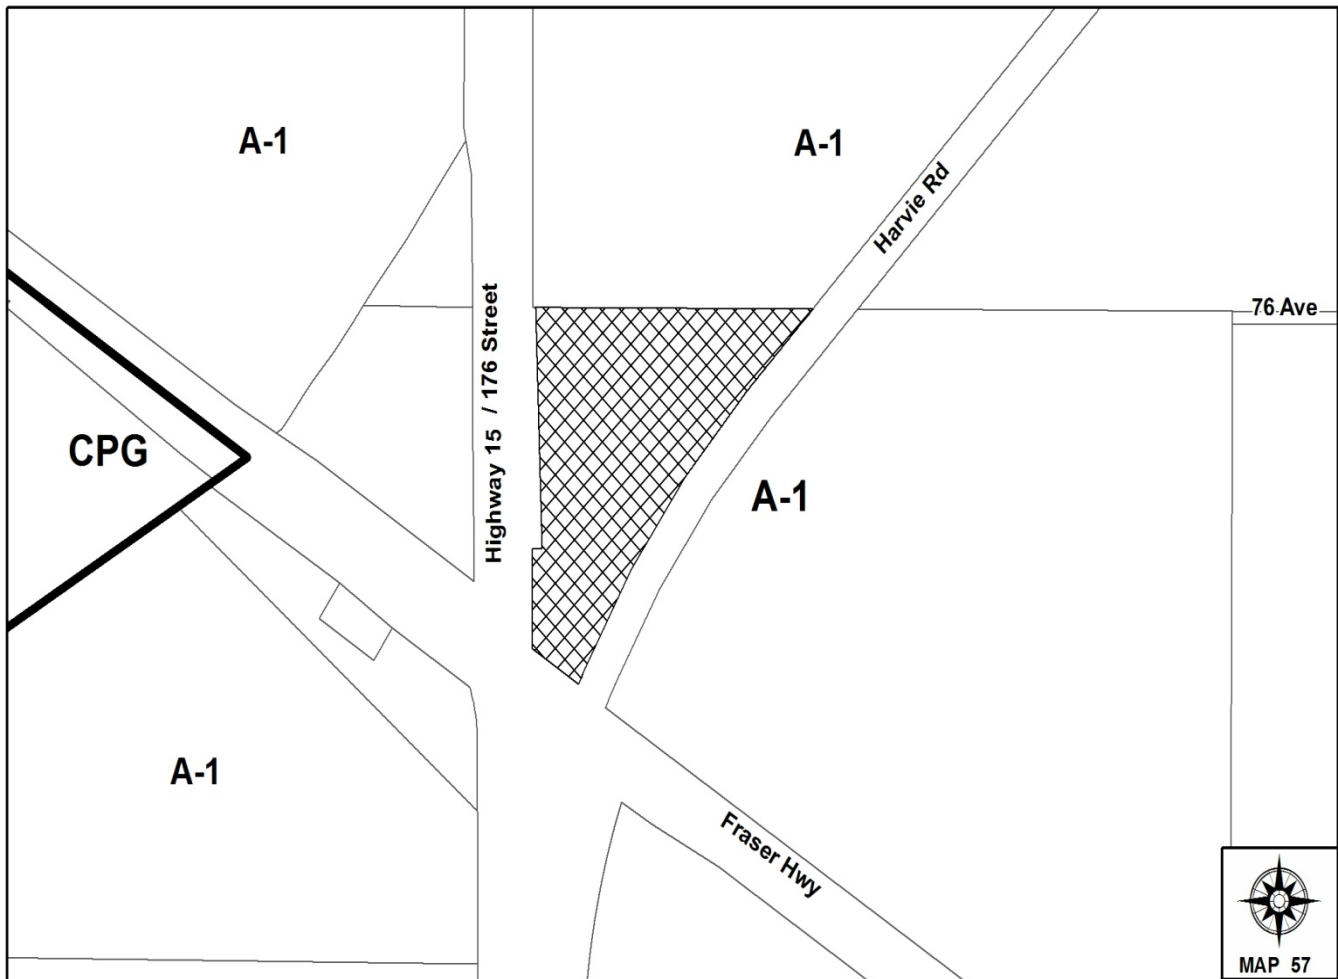 A-1
A-1
Harvie Rd
76 Ave
Highway 15 / 176 Street
CPG
A-1
A-1
Fraser Hwy
MAP 57